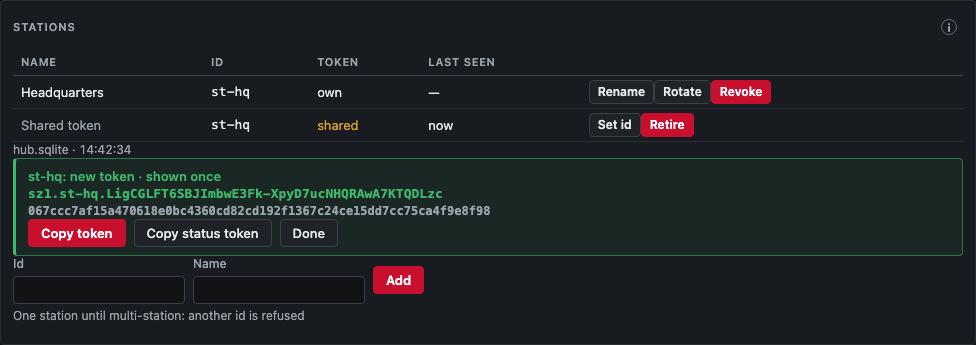 STATIONS
NAME ID TOKEN LAST SEEN
Headquarters st-hq own — Rename Rotate Revoke
Shared token st-hq shared now Set id Retire
hub.sqlite · 14:42:34
st-hq: new token · shown once
sz1.st-hq.LigCGLFT6SBJImbwE3Fk-XpyD7ucNHQRAwA7KTQDLzc
067ccc7af15a470618e0bc4360cd82cd192f1367c24ce15dd7cc75ca4f9e8f98
Copy token Copy status token Done
Id Name
Add
One station until multi-station: another id is refused